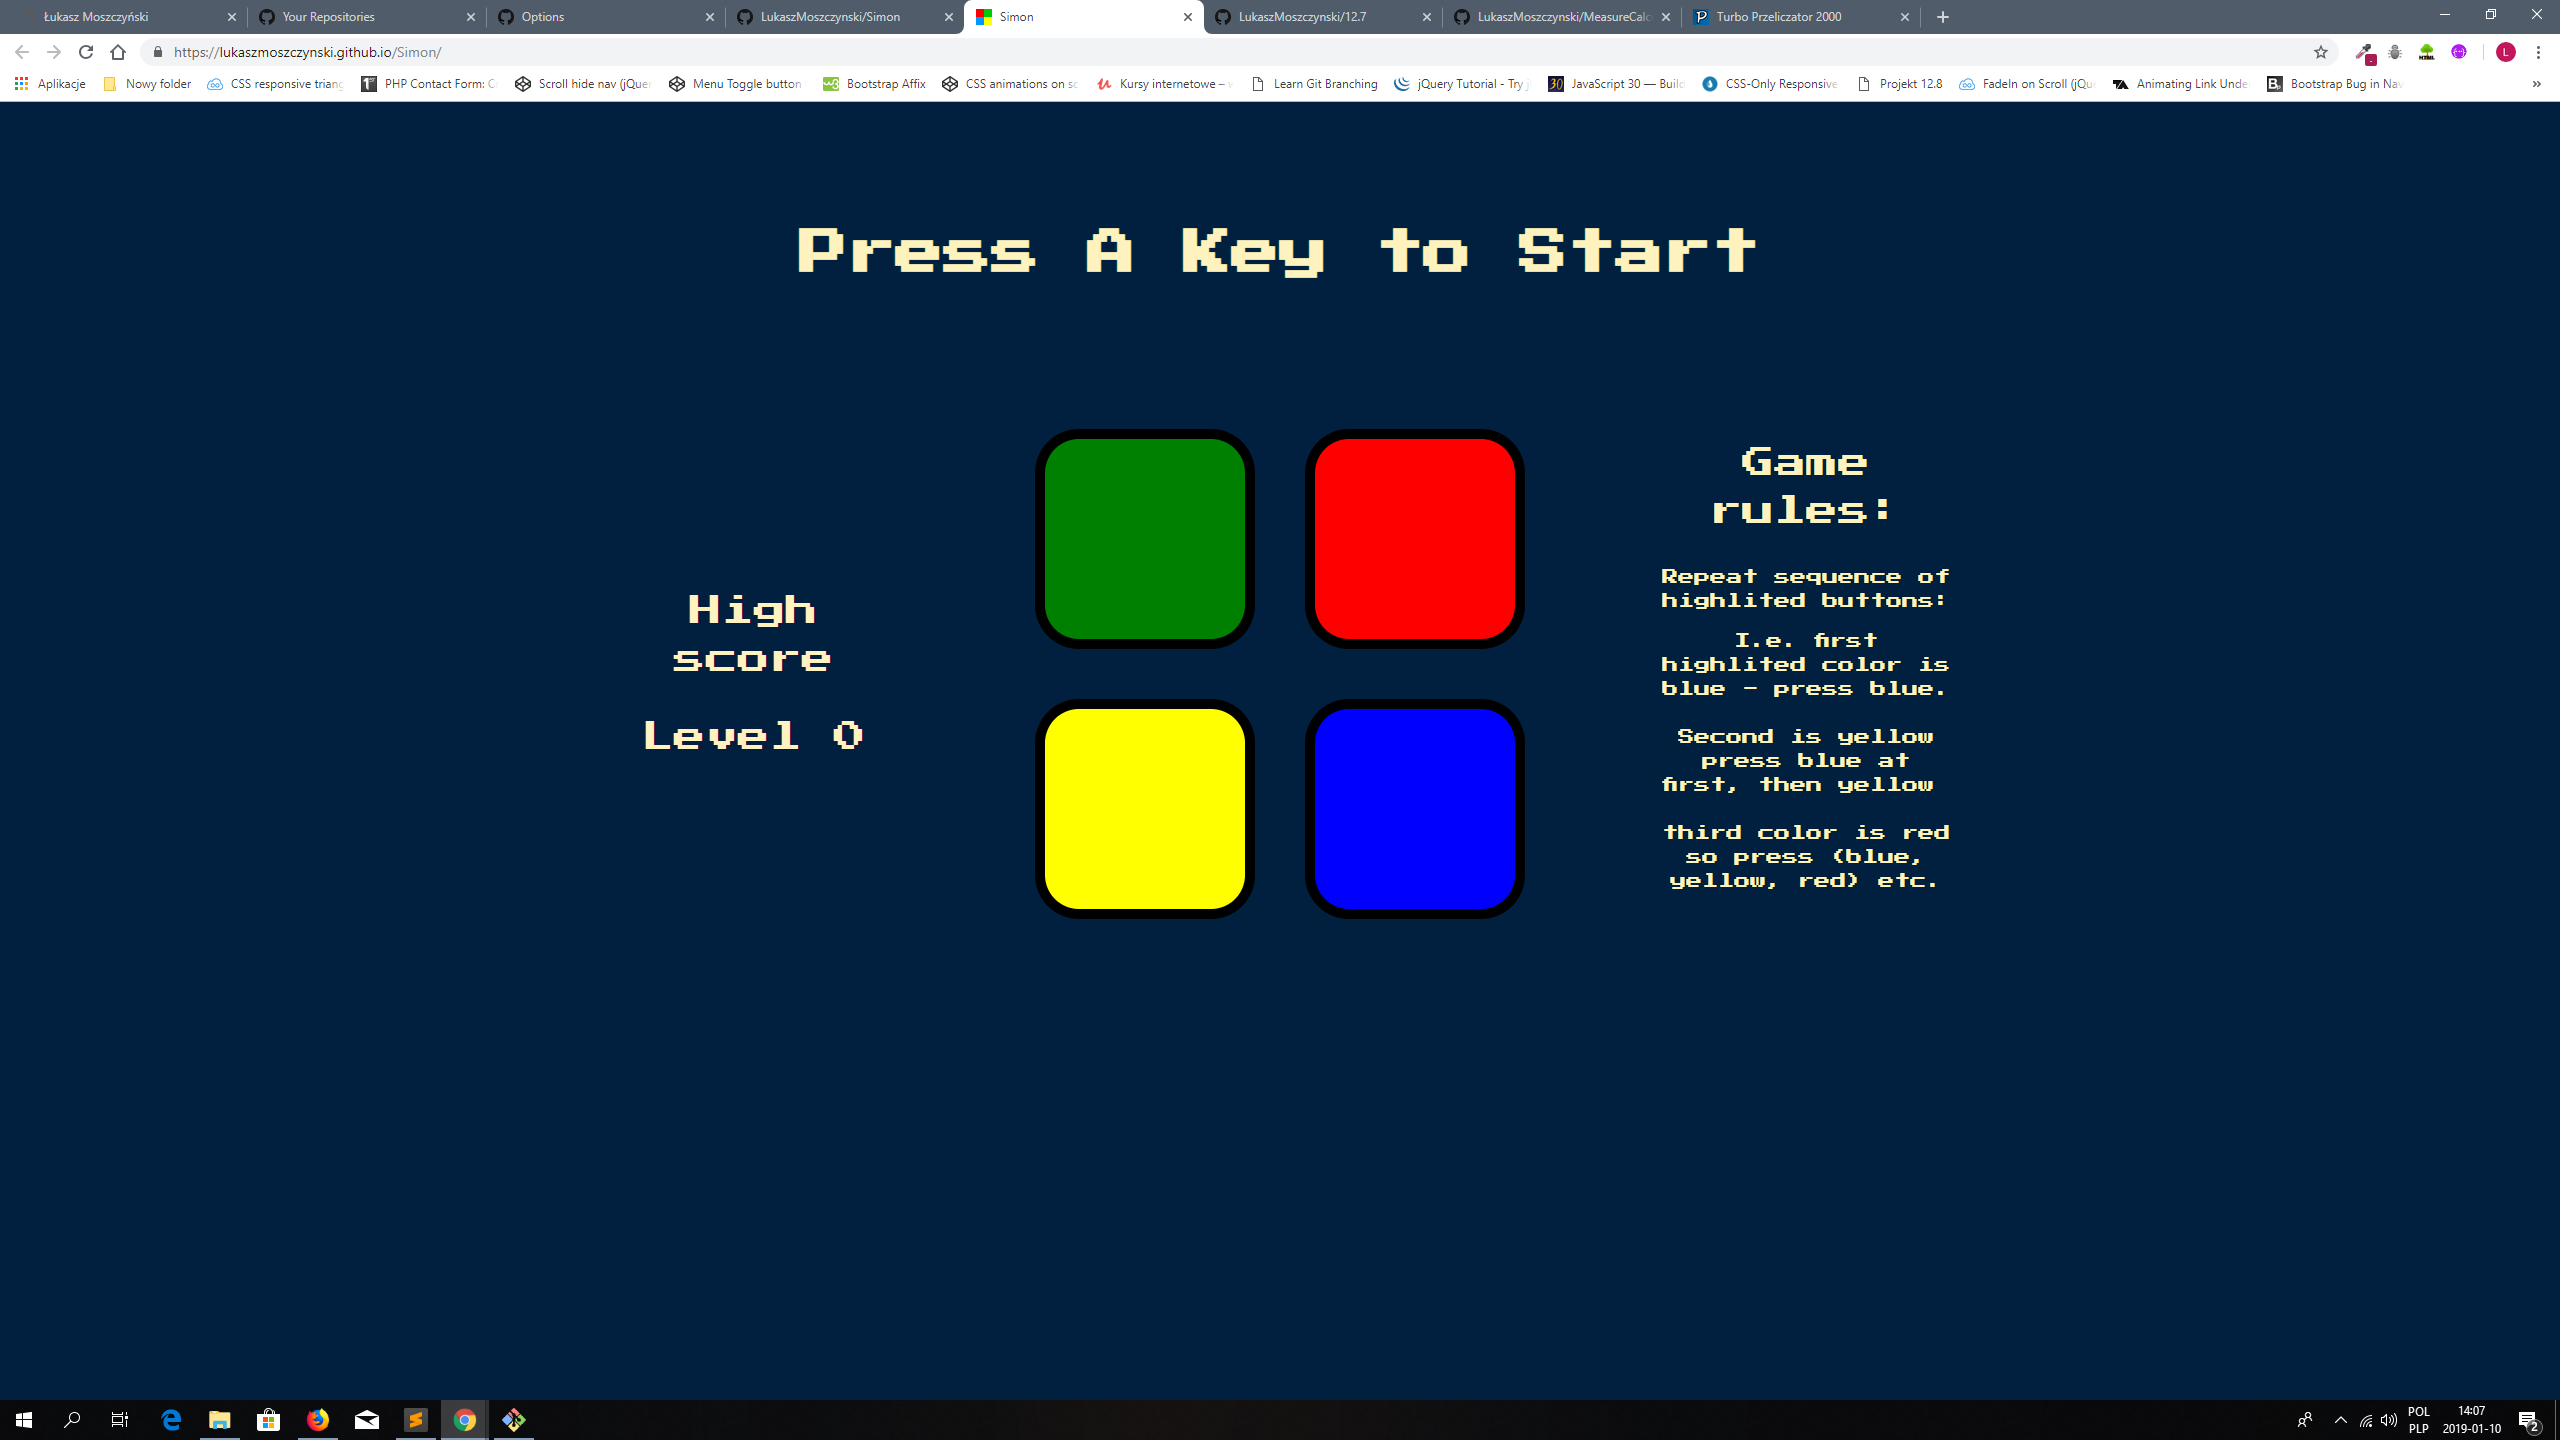 Łukasz Moszczyński
Your Repositories
Options
LukaszMoszczynski/Simon
Simon
LukaszMoszczynski/12.7
LukaszMoszczynski/MeasureCalc
Turbo Przeliczator 2000
https://lukaszmoszczynski.github.io/Simon/
L
Aplikacje
Nowy folder
CSS responsive triang
PHP Contact Form: Cr
Scroll hide nav (jQuer
Menu Toggle button
Bootstrap Affix
CSS animations on sc
Kursy internetowe –
Learn Git Branching
jQuery Tutorial - Try
JavaScript 30 — Build
CSS-Only Responsive
Projekt 12.8
FadeIn on Scroll (jQu
Animating Link Unde
Bootstrap Bug in Nav
Press A Key to Start
High
score
Level 0
Game
rules:
Repeat sequence of
highlited buttons:
I.e. first
highlited color is
blue - press blue.
Second is yellow
press blue at
first, then yellow
third color is red
so press (blue,
yellow, red) etc.
POL
PLP
14:07
2019-01-10
2